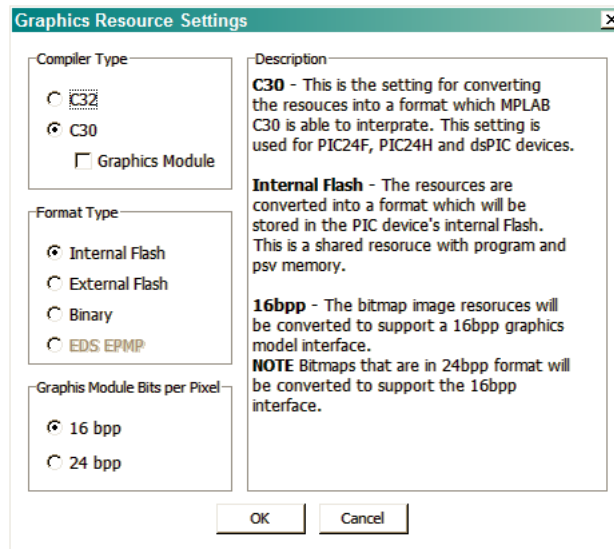 Graphics Resource Settings
Compiler Type
C32
C30
Graphics Module
Format Type
Internal Flash
External Flash
Binary
EDS EPMP
Graphis Module Bits per Pixel
16 bpp
24 bpp
Description
C30 - This is the setting for converting
the resouces into a format which MPLAB
C30 is able to interprate. This setting is
used for PIC24F, PIC24H and dsPIC devices.
Internal Flash - The resources are
converted into a format which will be
stored in the PIC device's internal Flash.
This is a shared resoruce with program and
psv memory.
16bpp - The bitmap image resoruces will
be converted to support a 16bpp graphics
model interface.
NOTE Bitmaps that are in 24bpp format will
be converted to support the 16bpp
interface.
OK
Cancel